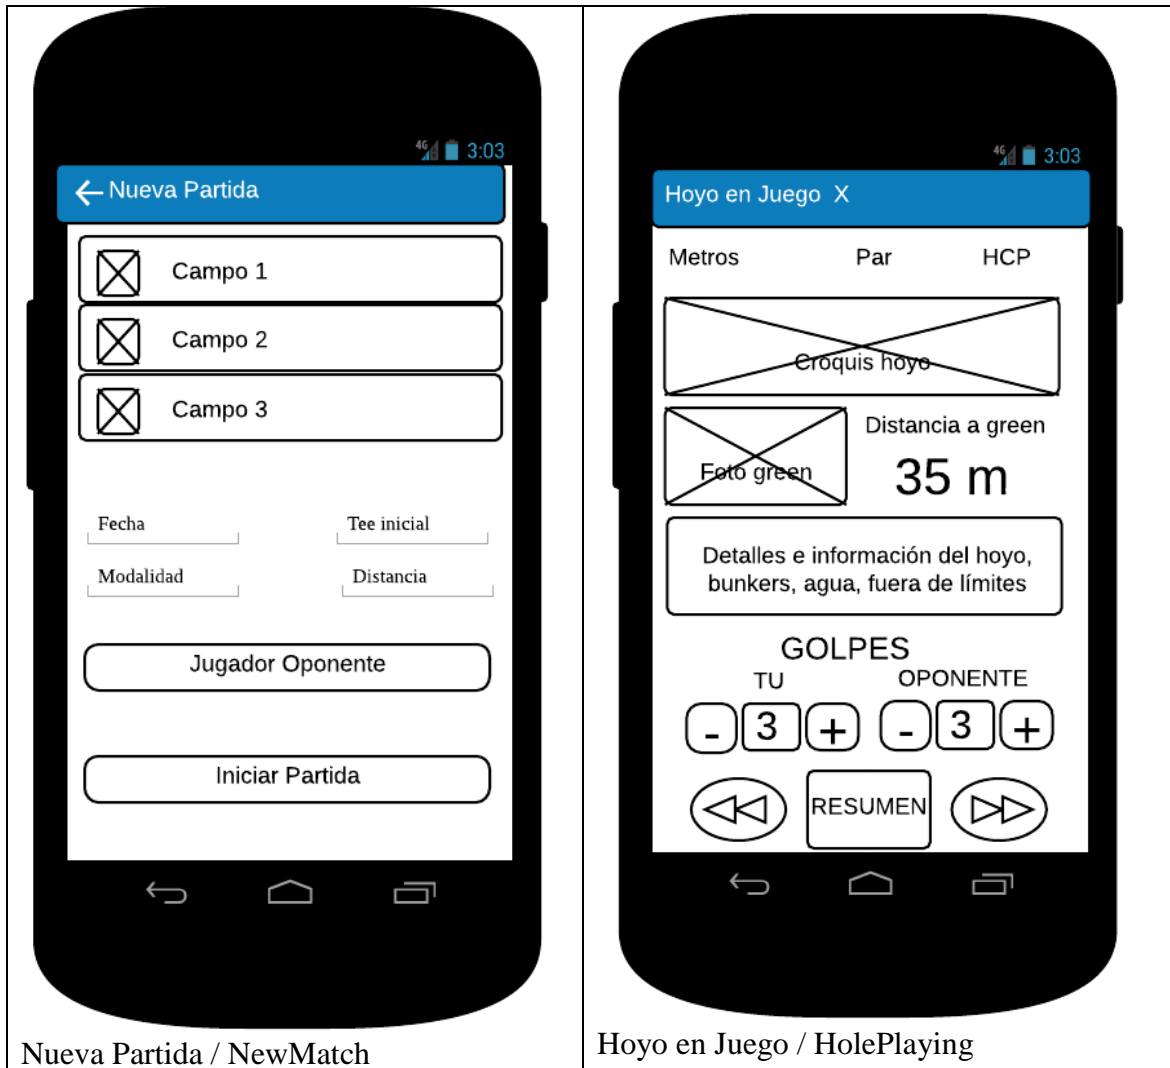 4G 3:03
Nueva Partida
Campo 1
Campo 2
Campo 3
Fecha
Tee inicial
Modalidad
Distancia
Jugador Oponente
Iniciar Partida
Nueva Partida / NewMatch
4G 3:03
Hoyo en Juego X
Metros Par HCP
Croquis hoyo
Foto green
Distancia a green
35 m
Detalles e información del hoyo,
bunkers, agua, fuera de límites
GOLPES
TU OPONENTE
- 3 + - 3 +
RESUMEN
Hoyo en Juego / HolePlaying